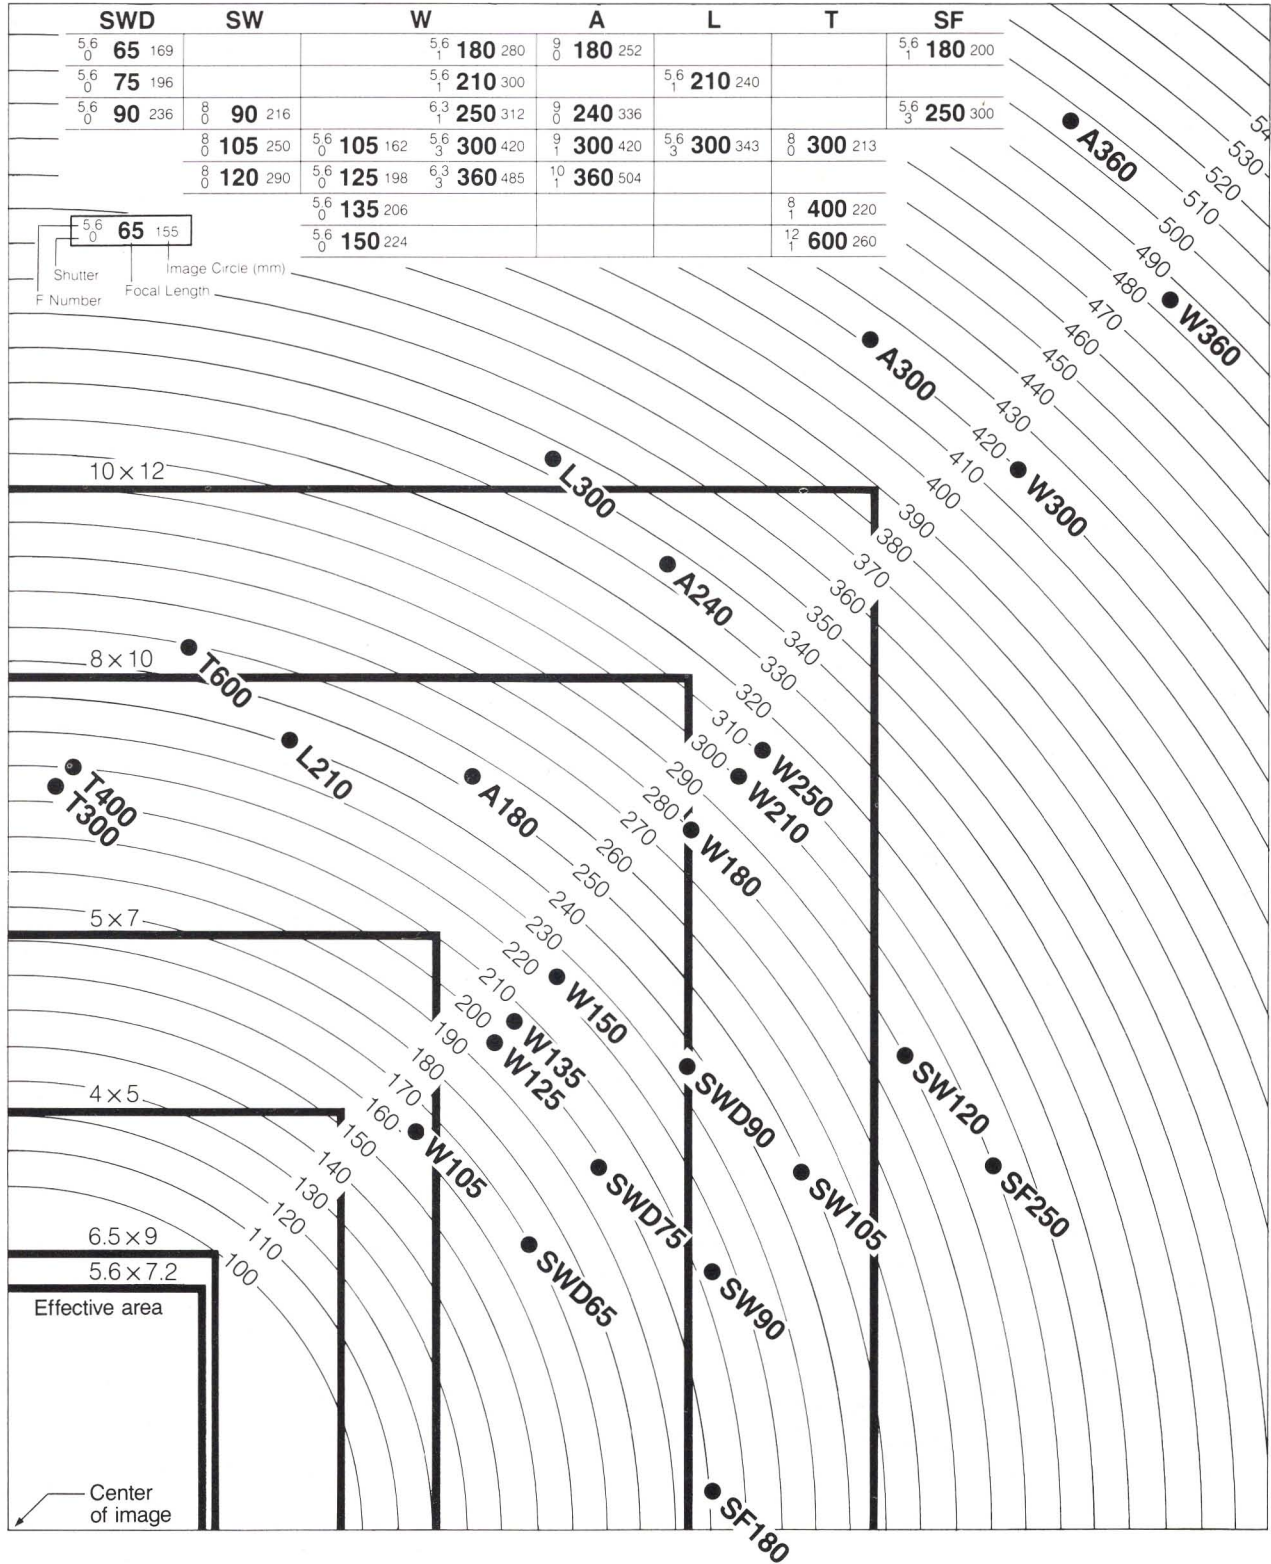 SWD SW W A L T SF
5.6 0 65 169 5.6 1 180 280 9 0 180 252 5.6 1 180 200
5.6 0 75 196 5.6 1 210 300 5.6 1 210 240
5.6 0 90 236 8 0 90 216 6.3 1 250 312 9 0 240 336 5.6 3 250 300
8 0 105 250 5.6 0 105 162 5.6 3 300 420 9 1 300 420 5.6 3 300 343 8 0 300 213
8 0 120 290 5.6 0 125 198 6.3 3 360 485 10 1 360 504
5.6 0 135 206 8 1 400 220
5.6 0 150 224 12 1 600 260
5.6 0 65 155
Shutter
Image Circle (mm)
F Number
Focal Length
A360
W360
A300
W300
10×12
L300
A240
T600
8×10
L210
A180
W250
W210
W180
T400
T300
5×7
W150
W135
W125
SWD90
SW120
4×5
W105
SWD75
SW105
SF250
SWD65
SW90
6.5×9
5.6×7.2
Effective area
SF180
Center
of image
54
530
520
510
500
490
480
470
460
450
440
430
420
410
400
390
380
370
360
350
340
330
320
310
300
290
280
270
260
250
240
230
220
210
200
190
180
170
160
150
140
130
120
110
100